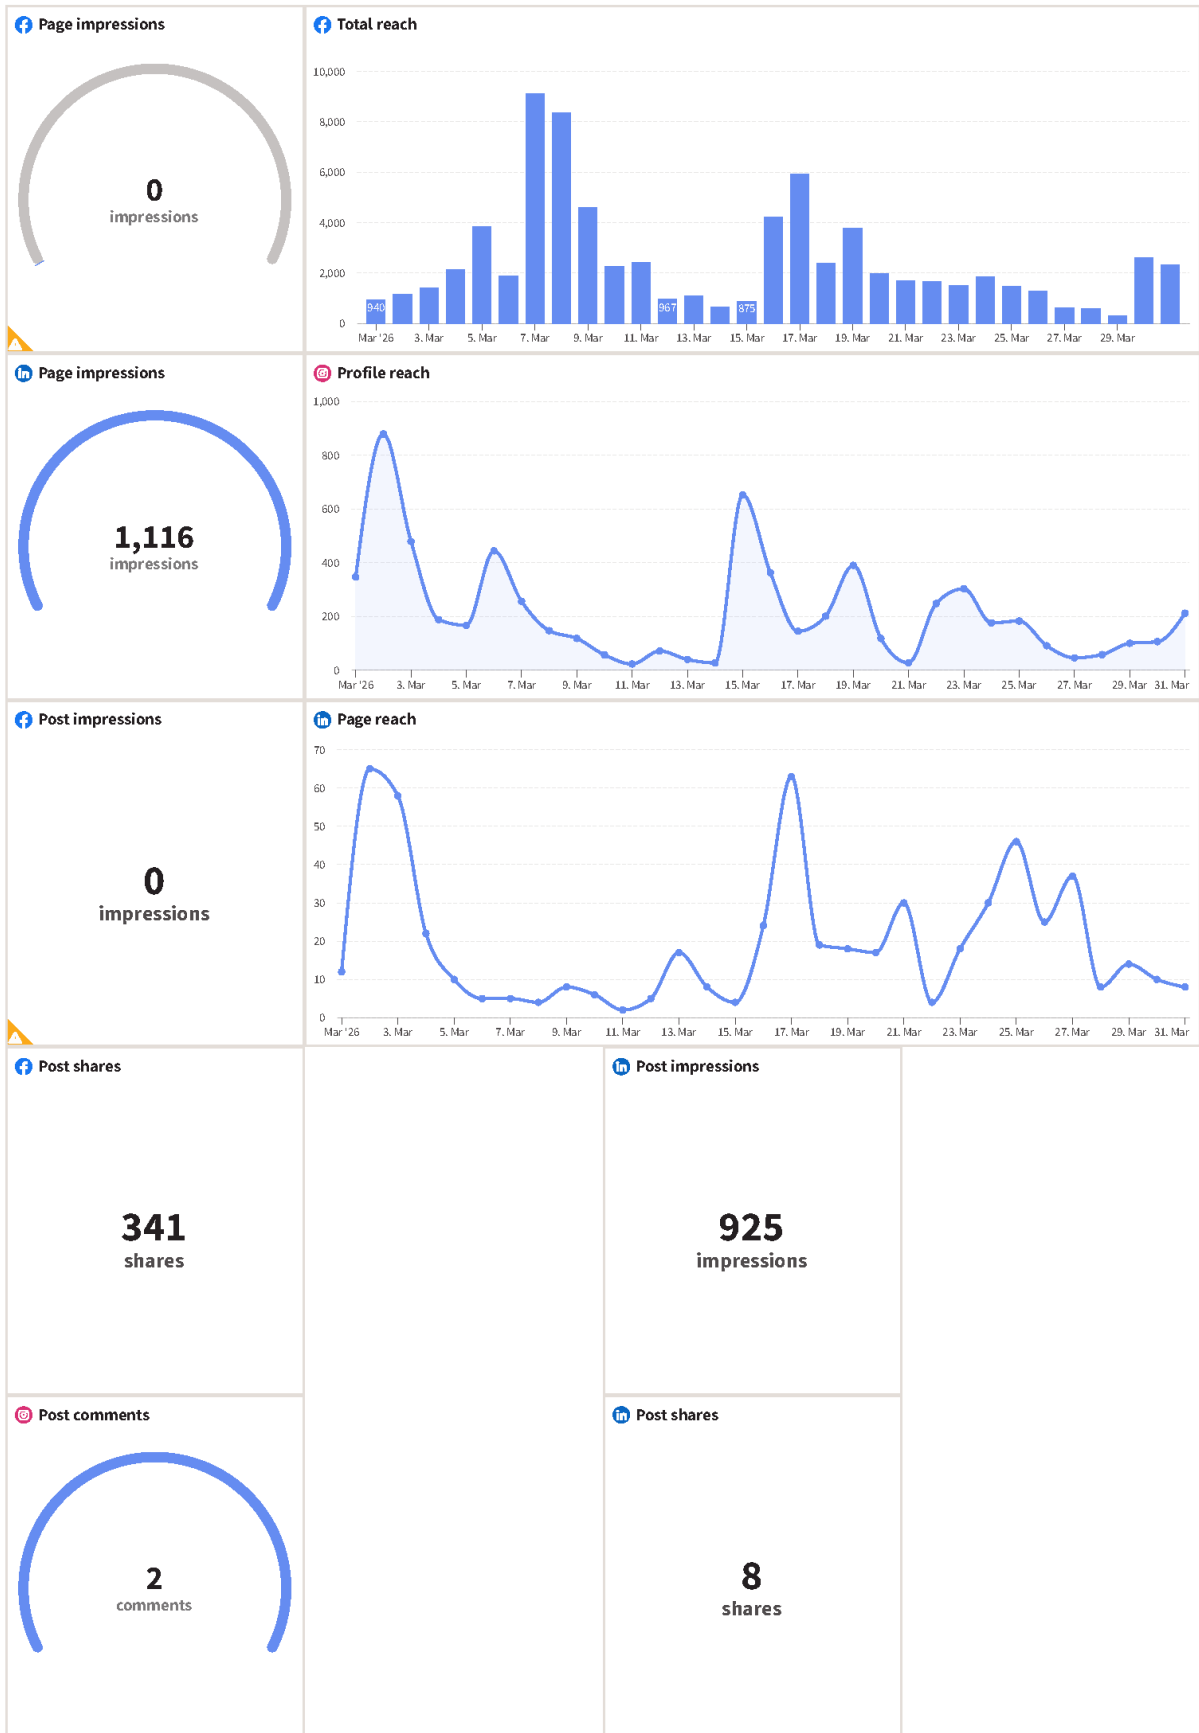 Page impressions
0
impressions
Total reach
10,000
8,000
6,000
4,000
2,000
0
940
967
875
Mar '26 3. Mar 5. Mar 7. Mar 9. Mar 11. Mar 13. Mar 15. Mar 17. Mar 19. Mar 21. Mar 23. Mar 25. Mar 27. Mar 29. Mar
Page impressions
1,116
impressions
Profile reach
1,000
800
600
400
200
0
Mar '26 3. Mar 5. Mar 7. Mar 9. Mar 11. Mar 13. Mar 15. Mar 17. Mar 19. Mar 21. Mar 23. Mar 25. Mar 27. Mar 29. Mar 31. Mar
Post impressions
0
impressions
Page reach
70
60
50
40
30
20
10
0
Mar '26 3. Mar 5. Mar 7. Mar 9. Mar 11. Mar 13. Mar 15. Mar 17. Mar 19. Mar 21. Mar 23. Mar 25. Mar 27. Mar 29. Mar 31. Mar
Post shares
341
shares
Post impressions
925
impressions
Post comments
2
comments
Post shares
8
shares